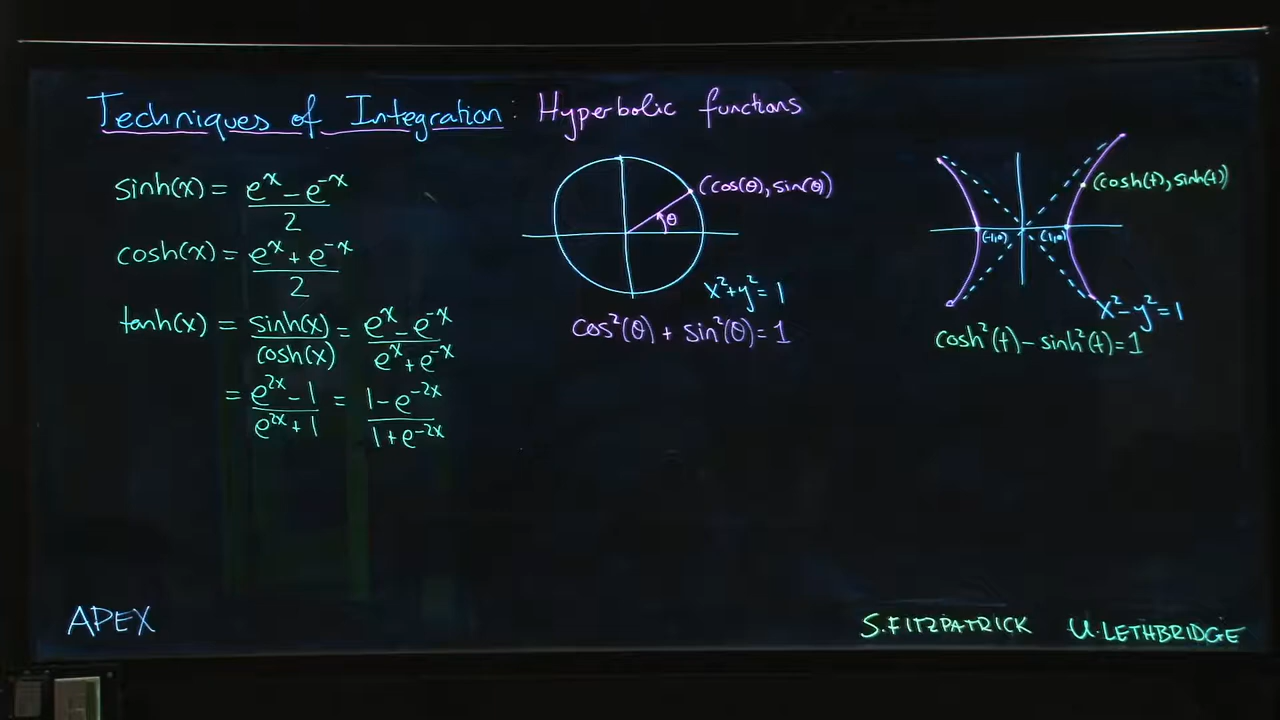 Techniques of Integration: Hyperbolic functions
sinh(x) = (e^x − e^-x)/2
cosh(x) = (e^x + e^-x)/2
tanh(x) = sinh(x)/cosh(x) = (e^x − e^-x)/(e^x + e^-x)
= (e^2x − 1)/(e^2x + 1) = (1 − e^-2x)/(1 + e^-2x)
(cos(θ), sin(θ))
θ
x² + y² = 1
cos²(θ) + sin²(θ) = 1
(cosh(t), sinh(t))
(-1,0) (1,0)
x² − y² = 1
cosh²(t) − sinh²(t) = 1
APEX
S. FITZPATRICK U. LETHBRIDGE